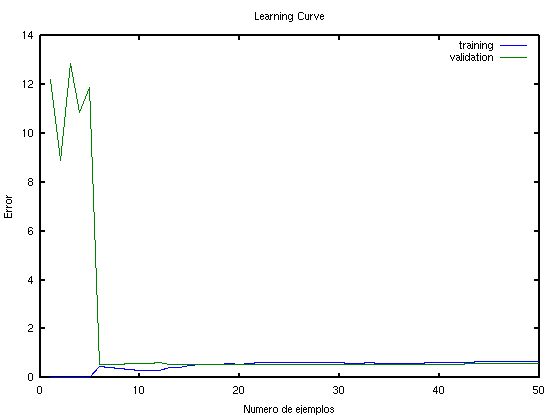 Learning Curve
training
validation
14
12
10
8
6
4
2
0
Error
0 10 20 30 40 50
Numero de ejemplos